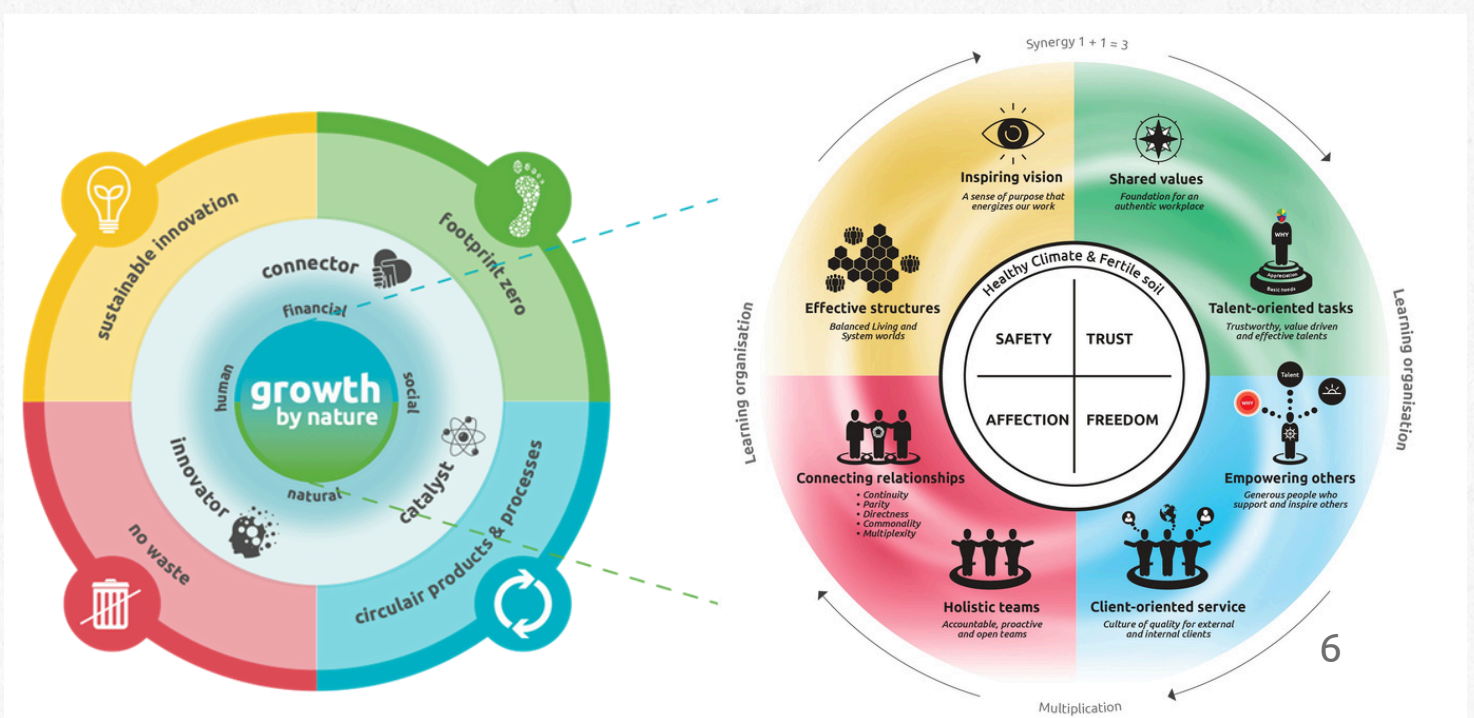 sustainable innovation
footprint zero
connector
financial
human
social
growth
by nature
innovator
catalyst
natural
no waste
circulair products & processes
Synergy 1 + 1 = 3
Inspiring vision
A sense of purpose that
energizes our work
Shared values
Foundation for an
authentic workplace
WHY
Appreciation
Basic needs
Effective structures
Balanced Living and
System worlds
Talent-oriented tasks
Trustworthy, value driven
and effective talents
Healthy Climate & Fertile soil
SAFETY
TRUST
AFFECTION
FREEDOM
Learning organisation
Learning organisation
Talent
WHY
Connecting relationships
• Continuity
• Parity
• Directness
• Commonality
• Multiplexity
Empowering others
Generous people who
support and inspire others
Holistic teams
Accountable, proactive
and open teams
Client-oriented service
Culture of quality for external
and internal clients
6
Multiplication